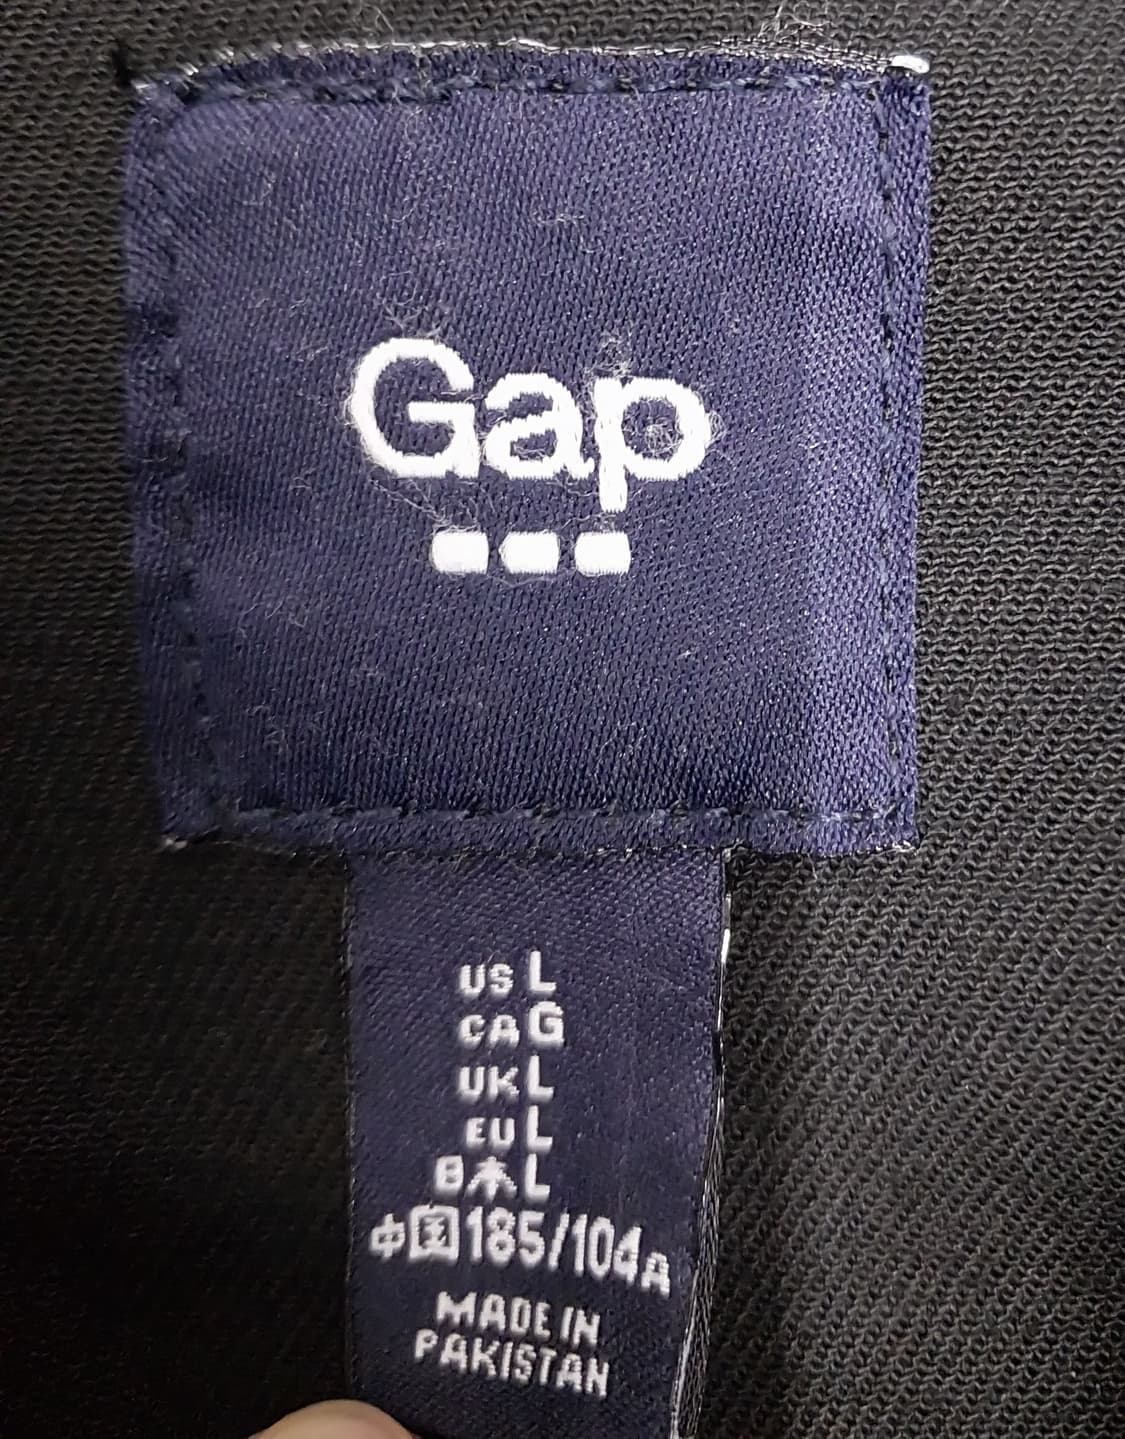 Gap
US L
CA G
UK L
EU L
日本 L
中国 185/104A
MADE IN
PAKISTAN